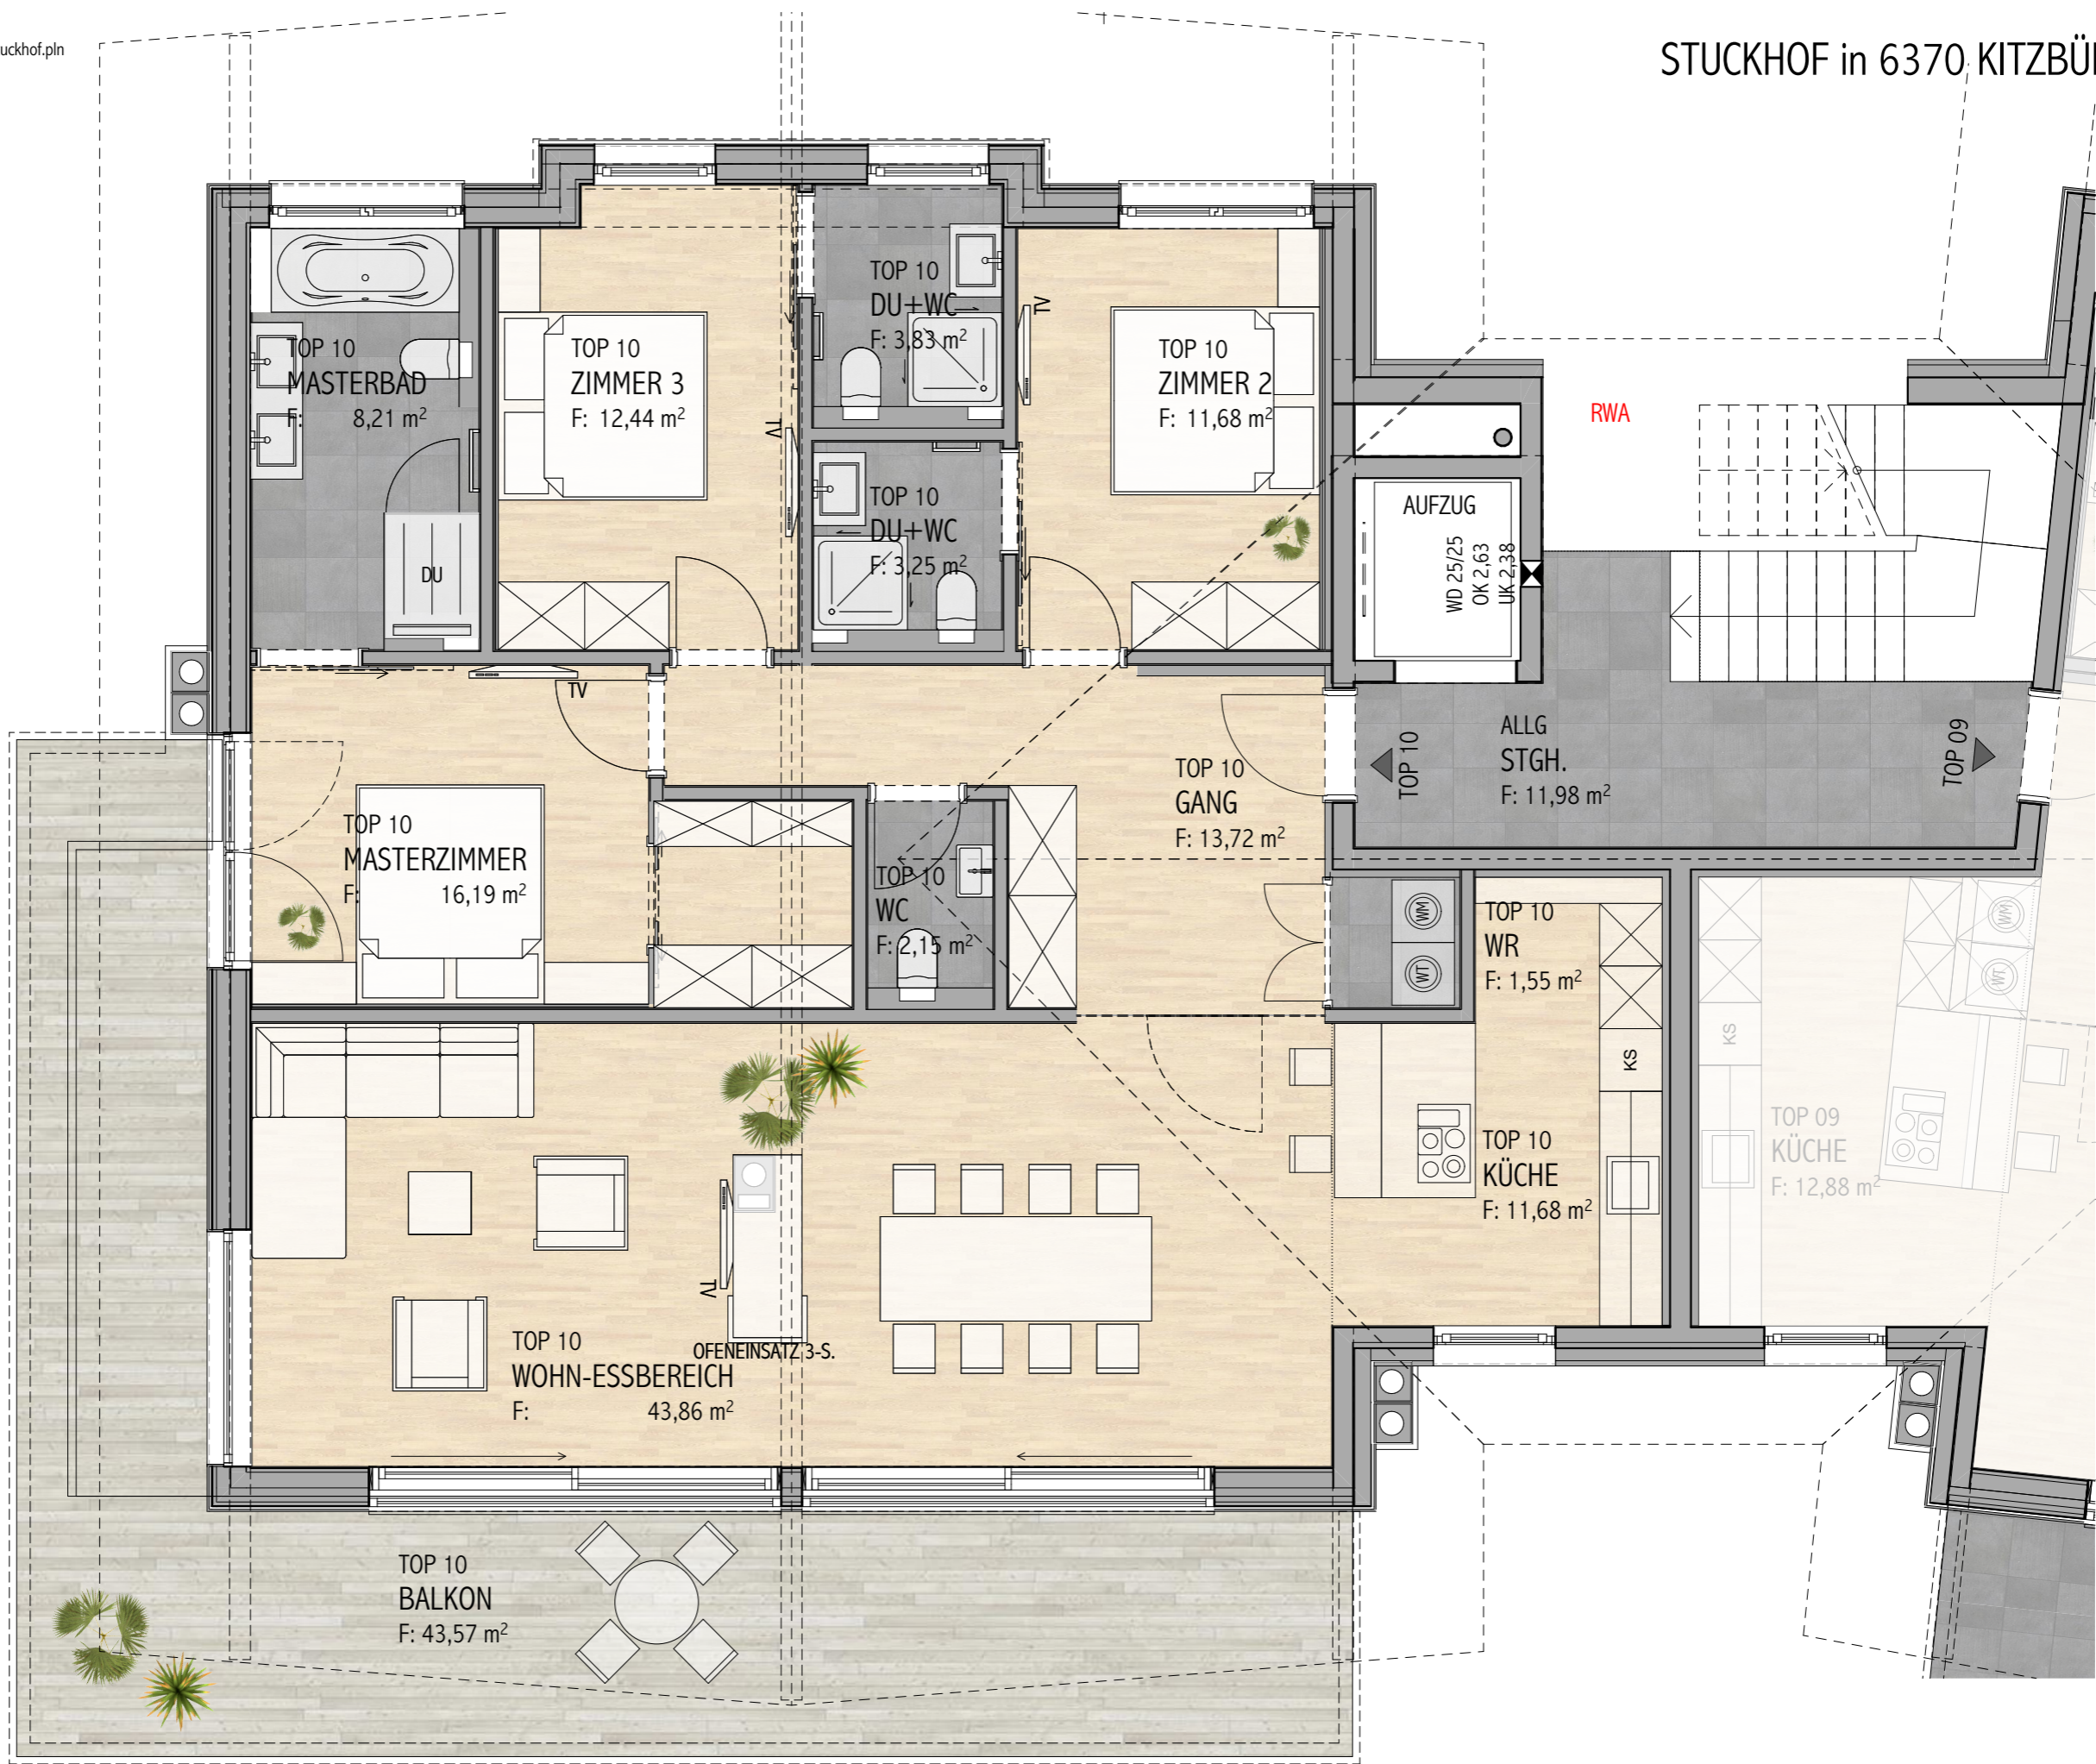 uckhof.pln
STUCKHOF in 6370 KITZBÜ
TOP 10
MASTERBAD
F: 8,21 m²
DU
TOP 10
ZIMMER 3
F: 12,44 m²
TV
TOP 10
DU+WC
F: 3,83 m²
TOP 10
DU+WC
F: 3,25 m²
TV
TOP 10
ZIMMER 2
F: 11,68 m²
RWA
AUFZUG
WD 25/25
OK 2,63
UK 2,38
TV
TOP 10
MASTERZIMMER
F: 16,19 m²
TOP 10
WC
F: 2,15 m²
TOP 10
GANG
F: 13,72 m²
TOP 10
ALLG
STGH.
F: 11,98 m²
TOP 09
WM
WT
TOP 10
WR
F: 1,55 m²
KS
TOP 10
KÜCHE
F: 11,68 m²
WM
WT
KS
TOP 09
KÜCHE
F: 12,88 m²
TV
OFENEINSATZ 3-S.
TOP 10
WOHN-ESSBEREICH
F: 43,86 m²
TOP 10
BALKON
F: 43,57 m²